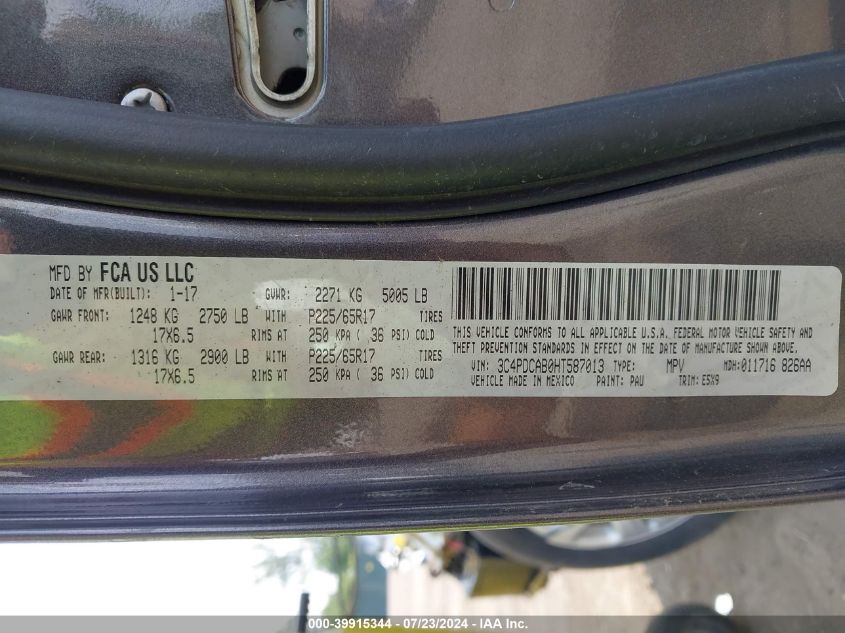 MFD BY FCA US LLC
DATE OF MFR(BUILT): 1-17 GVWR: 2271 KG 5005 LB
GAWR FRONT: 1248 KG 2750 LB WITH P225/65R17 TIRES
17X6.5 RIMS AT 250 KPA ( 36 PSI) COLD
GAWR REAR: 1316 KG 2900 LB WITH P225/65R17 TIRES
17X6.5 RIMS AT 250 KPA ( 36 PSI) COLD
THIS VEHICLE CONFORMS TO ALL APPLICABLE U.S.A. FEDERAL MOTOR VEHICLE SAFETY AND
THEFT PREVENTION STANDARDS IN EFFECT ON THE DATE OF MANUFACTURE SHOWN ABOVE.
VIN: 3C4PDCAB0HT587013 TYPE: MPV MDH:011716 826AA
VEHICLE MADE IN MEXICO PAINT: PAU TRIM: E5X9
000-39915344 - 07/23/2024 - IAA Inc.